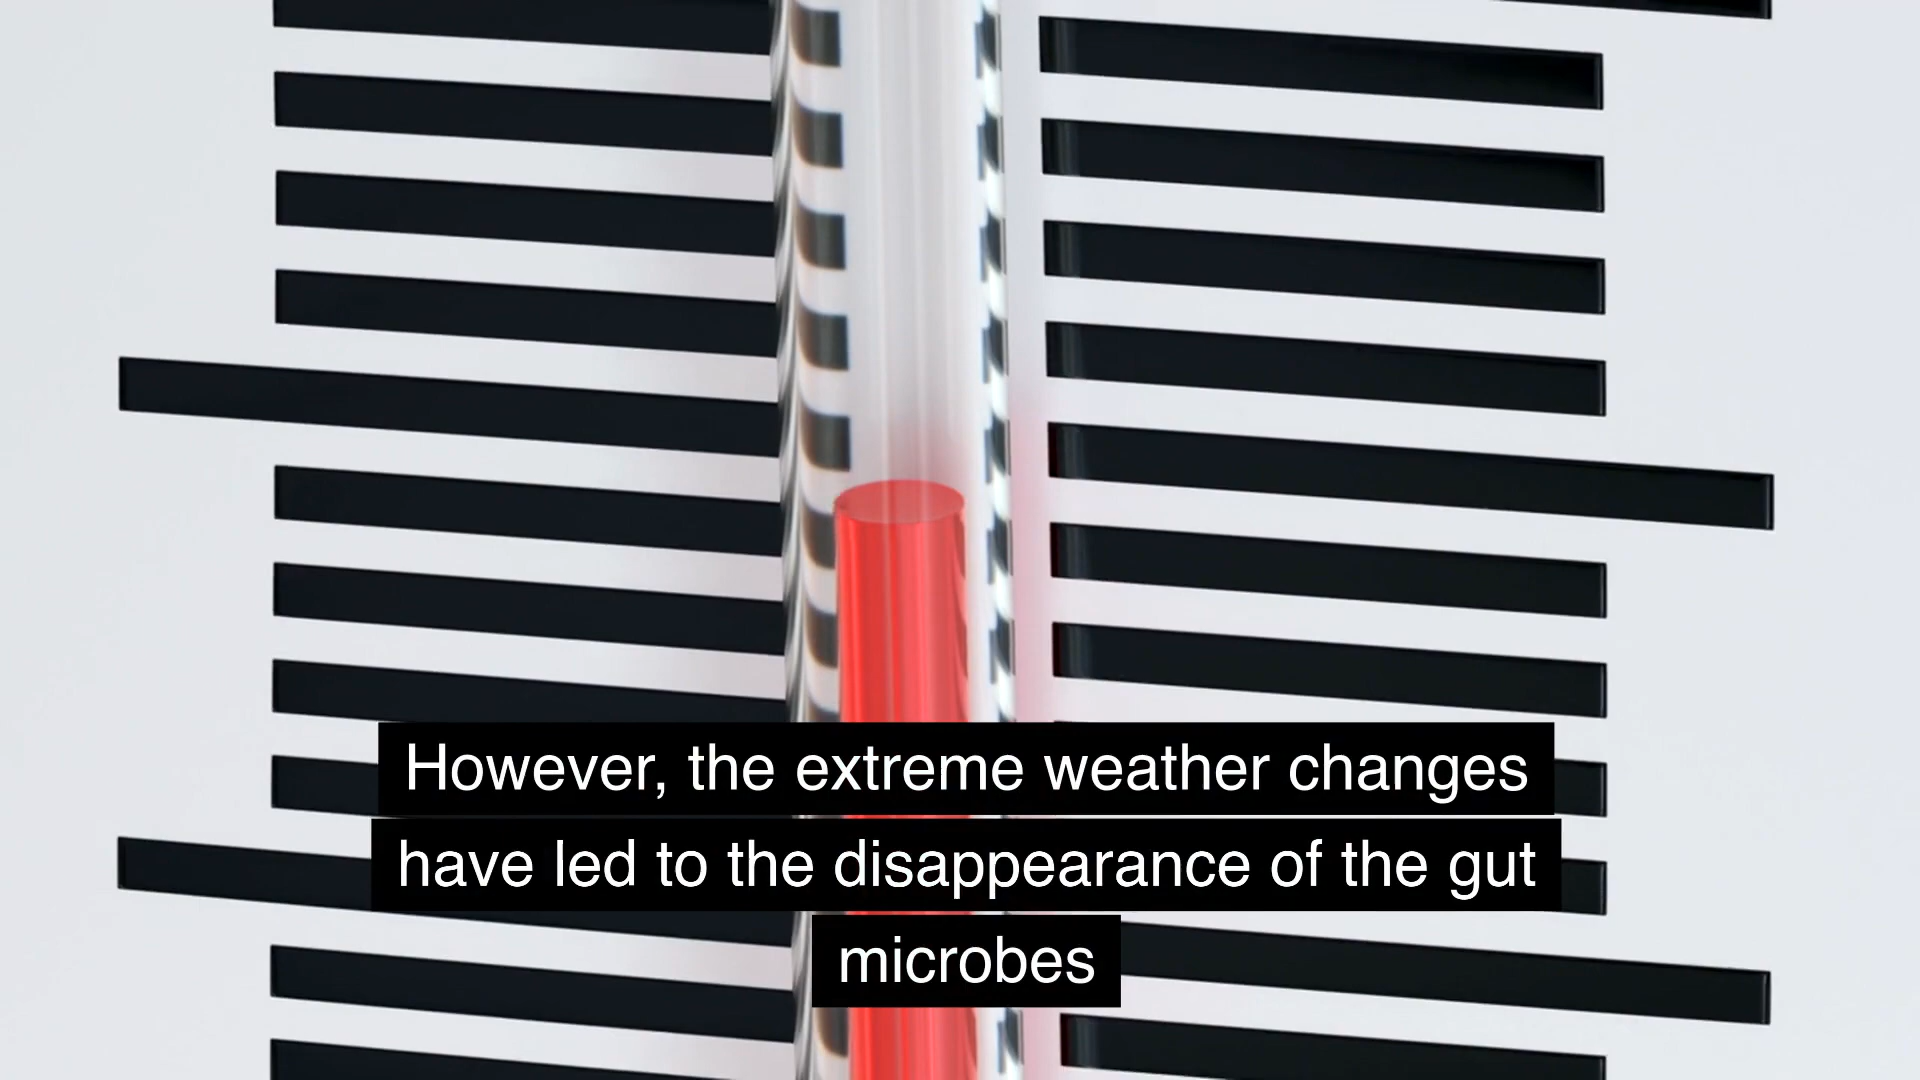 However, the extreme weather changes
have led to the disappearance of the gut
microbes